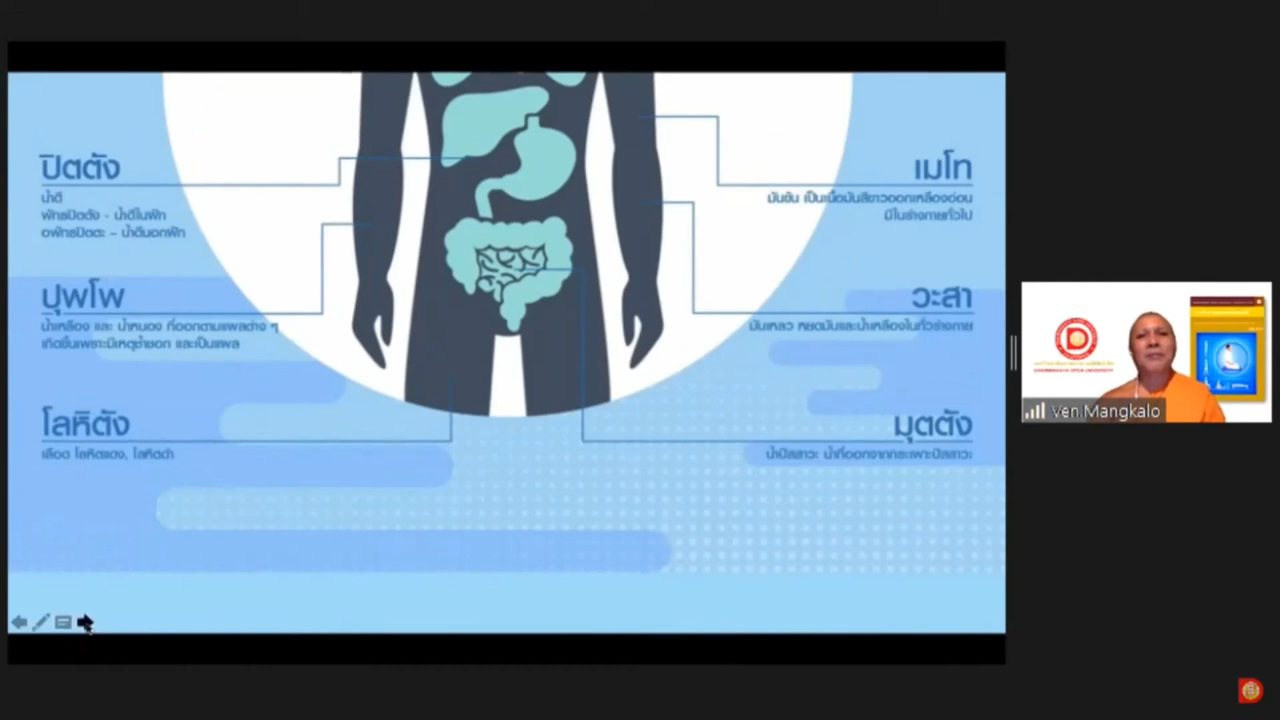 ปิตตัง
น้ำดี
พัทธปิตตัง - น้ำดีในฝัก
อพัทธปิตตะ - น้ำดีนอกฝัก
ปุพโพ
น้ำเหลือง และ น้ำหนอง ที่ออกตามแผลต่าง ๆ
เกิดขึ้นเพราะมีเหตุช้ำชอก และเป็นแผล
โลหิตัง
เลือด โลหิตแดง, โลหิตดำ
เมโท
มันข้น เป็นเนื้อมันสีขาวออกเหลืองอ่อน
มีในร่างกายทั่วไป
วะสา
มันเหลว หยดมันและน้ำเหลืองในทั่วร่างกาย
มุตตัง
น้ำปัสสาวะ น้ำที่ออกจากกระเพาะปัสสาวะ
DHAMMAKAYA OPEN UNIVERSITY
Ven.Mangkalo